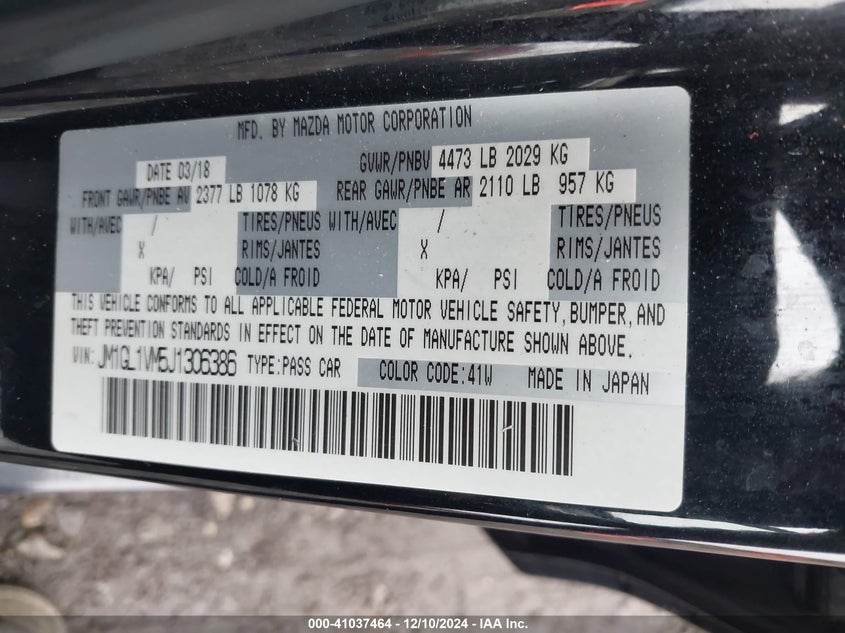 MFD. BY MAZDA MOTOR CORPORATION
DATE 03/18 GVWR/PNBV 4473 LB 2029 KG
FRONT GAWR/PNBE AV 2377 LB 1078 KG REAR GAWR/PNBE AR 2110 LB 957 KG
WITH/AVEC / TIRES/PNEUS WITH/AVEC / TIRES/PNEUS
X RIMS/JANTES X RIMS/JANTES
KPA/ PSI COLD/A FROID KPA/ PSI COLD/A FROID
THIS VEHICLE CONFORMS TO ALL APPLICABLE FEDERAL MOTOR VEHICLE SAFETY, BUMPER, AND
THEFT PREVENTION STANDARDS IN EFFECT ON THE DATE OF MANUFACTURE SHOWN ABOVE.
VIN: JM1GL1VM5J1306386 TYPE:PASS CAR COLOR CODE:41W MADE IN JAPAN
000-41037464 - 12/10/2024 - IAA Inc.